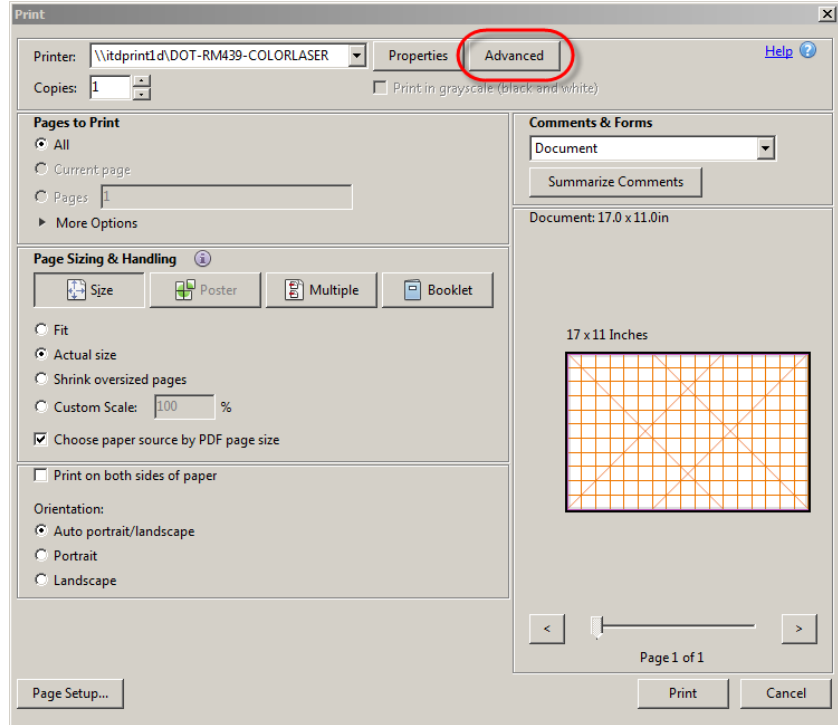 Print
Printer: \\itdprint1d\DOT-RM439-COLORLASER Properties Advanced Help
Copies: 1 Print in grayscale (black and white)
Pages to Print
All
Current page
Pages 1
More Options
Comments & Forms
Document
Summarize Comments
Page Sizing & Handling
Size Poster Multiple Booklet
Fit
Actual size
Shrink oversized pages
Custom Scale: 100 %
Choose paper source by PDF page size
Print on both sides of paper
Orientation:
Auto portrait/landscape
Portrait
Landscape
Document: 17.0 x 11.0in
17 x 11 Inches
< >
Page 1 of 1
Page Setup... Print Cancel